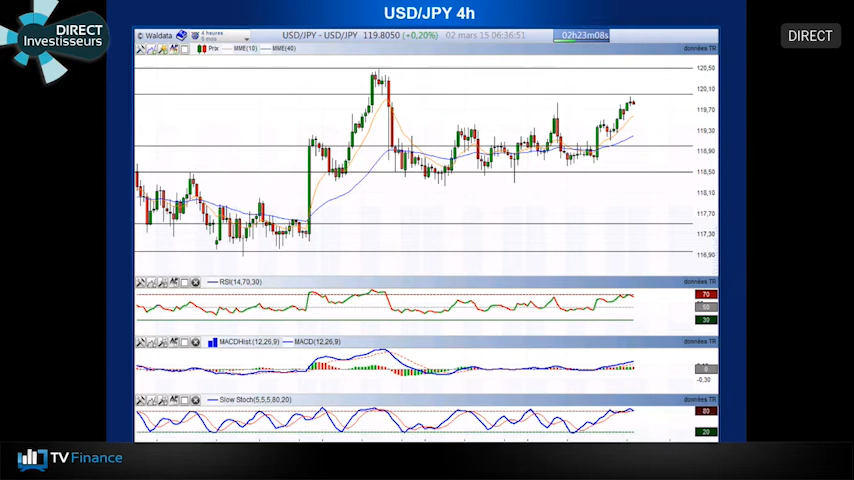 USD/JPY 4h
DIRECT
Investisseurs
DIRECT
© Waldata
4 heures
6 mois
USD/JPY - USD/JPY 119.8050 (+0,20%) 02 mars 15 06:36:51
02h23m08s
Prix MME(10) MME(40)
données TR
120,50
120,10
119,70
119,30
118,90
118,50
118,10
117,70
117,30
116,90
RSI(14,70,30)
données TR
70
50
30
MACDHist.(12,26,9) MACD(12,26,9)
données TR
0
-0,30
Slow Stoch(5,5,5,80,20)
données TR
80
20
TV Finance